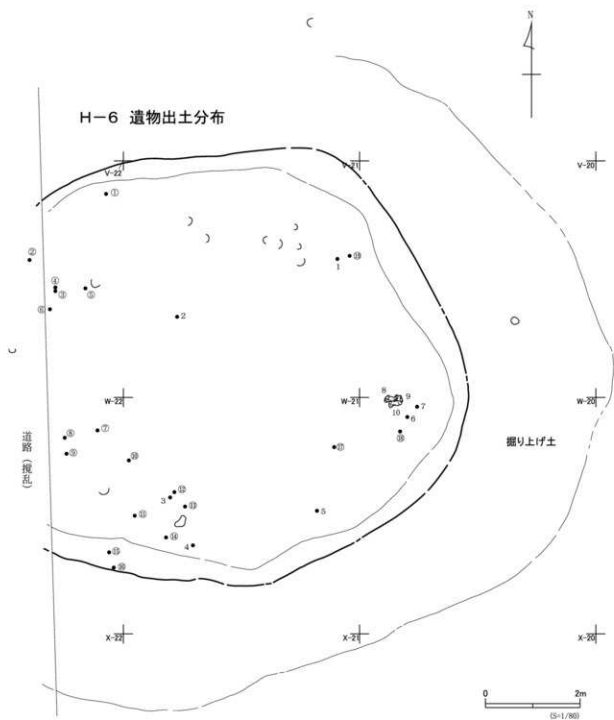 N
H－6 遺物出土分布
V-22
V-21
V-20
①
②
④
③
⑤
⑥
1
⑲
2
W-22
W-21
W-20
8
9
10
7
6
⑱
道路（撹乱）
⑦
⑧
⑨
⑩
⑰
掘り上げ土
⑫
3
⑬
⑪
5
⑭
4
⑮
⑯
X-22
X-21
X-20
0
2m
(S=1/80)